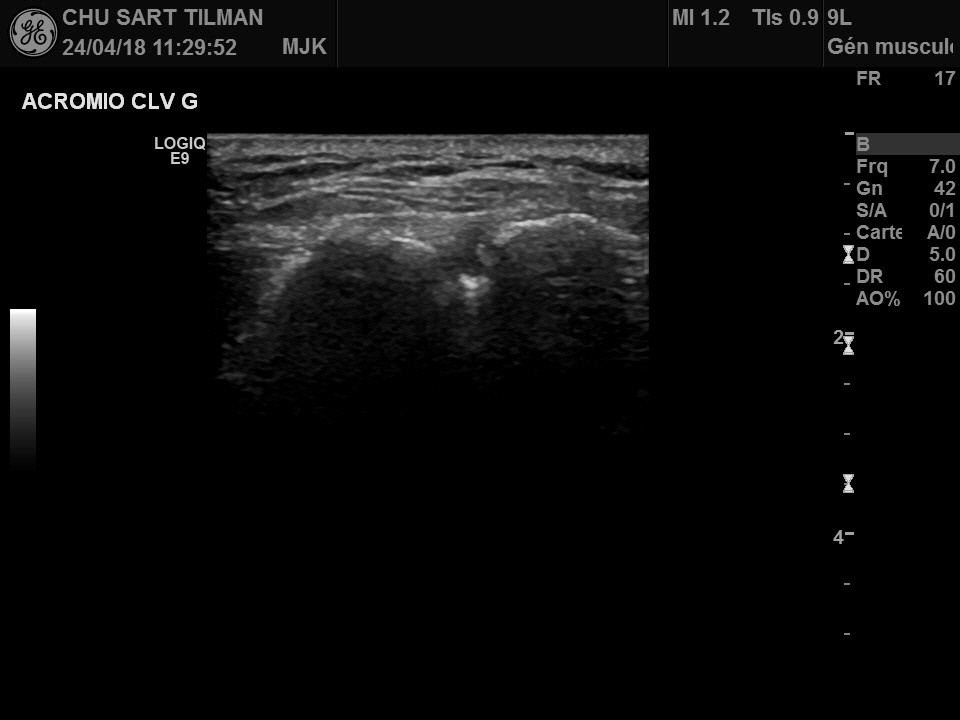 CHU SART TILMAN
24/04/18 11:29:52 MJK
MI 1.2 TIs 0.9 9L
Gén muscul
FR 17
ACROMIO CLV G
LOGIQ
E9
B
Frq 7.0
Gn 42
S/A 0/1
Carte A/0
D 5.0
DR 60
AO% 100
2
4